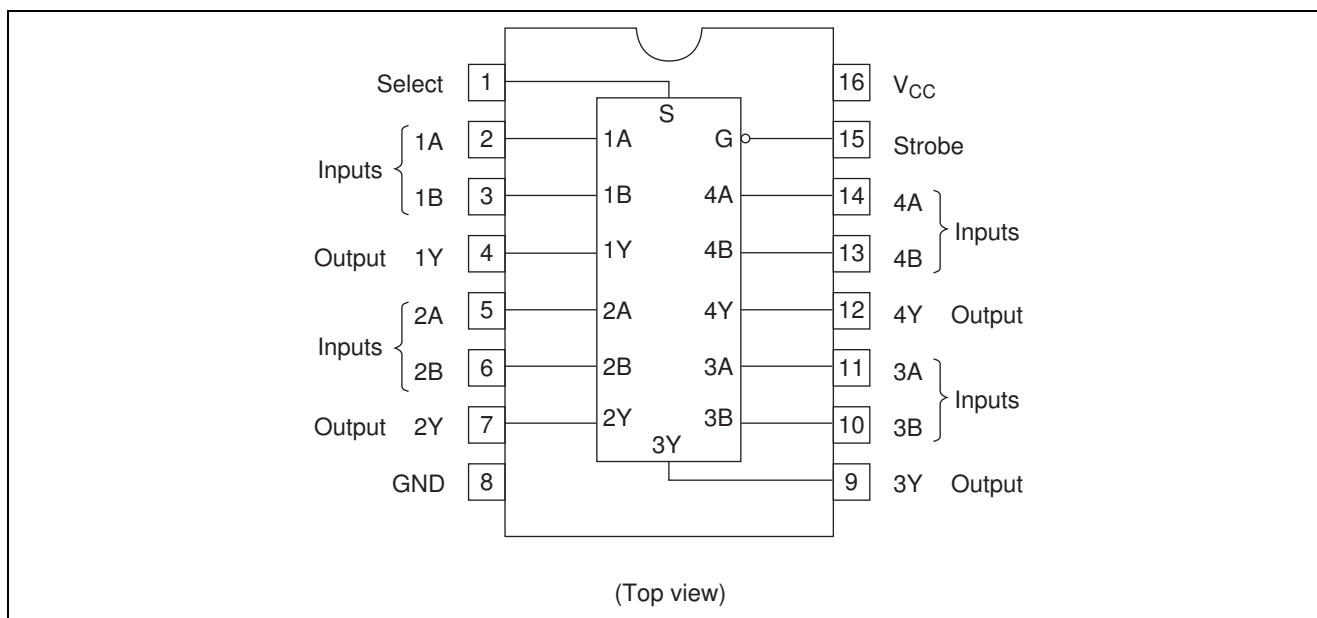 Select 1 16 VCC
S
1A 2 1A G 15 Strobe
Inputs
1B 3 1B 4A 14 4A
Inputs
Output 1Y 4 1Y 4B 13 4B
2A 5 2A 4Y 12 4Y Output
Inputs
2B 6 2B 3A 11 3A
Inputs
Output 2Y 7 2Y 3B 10 3B
3Y
GND 8 9 3Y Output
(Top view)